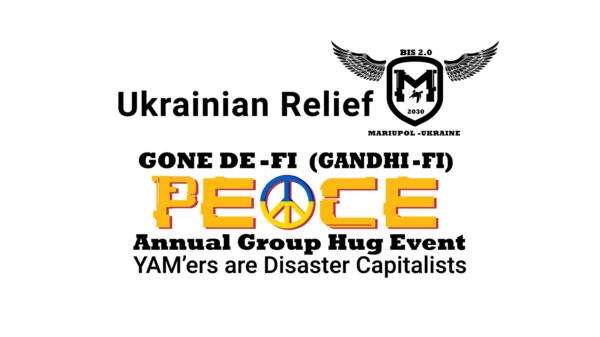 BIS 2.0
M
2030
MARIUPOL -UKRAINE
Ukrainian Relief
GONE DE-FI (GANDHI-FI)
PEACE
Annual Group Hug Event
YAM’ers are Disaster Capitalists